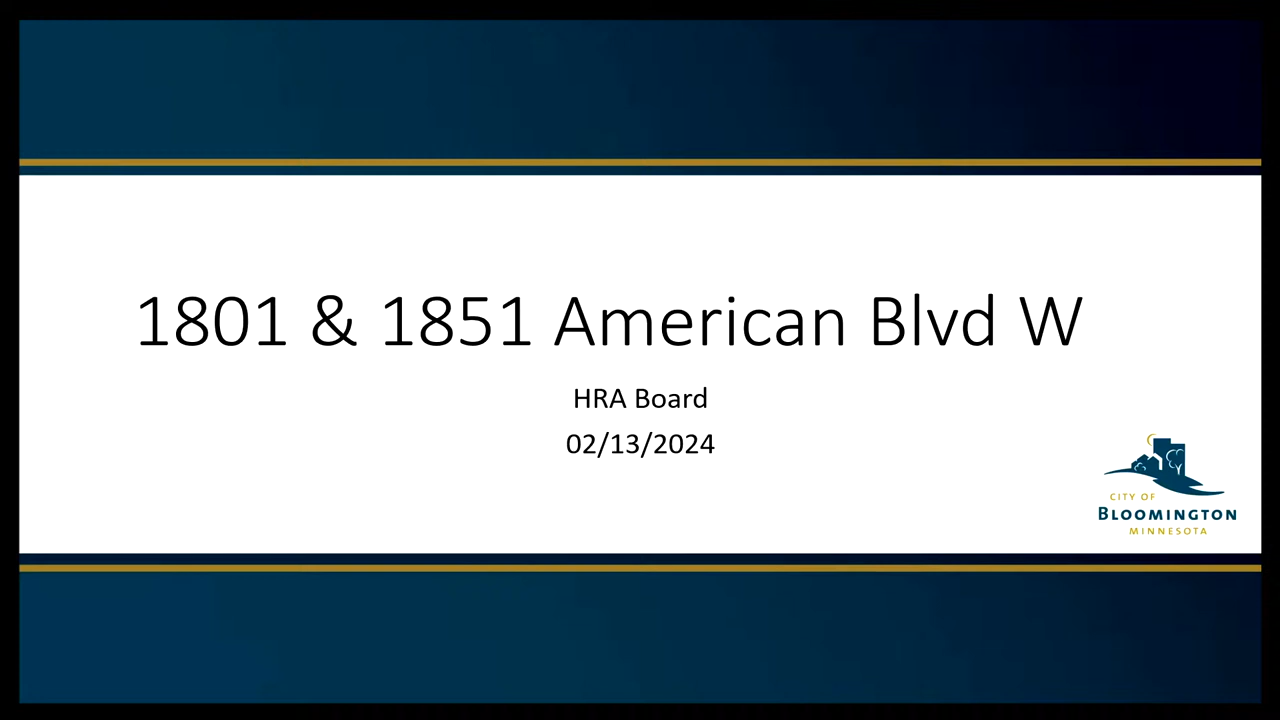 1801 & 1851 American Blvd W
HRA Board
02/13/2024
CITY OF
BLOOMINGTON
MINNESOTA